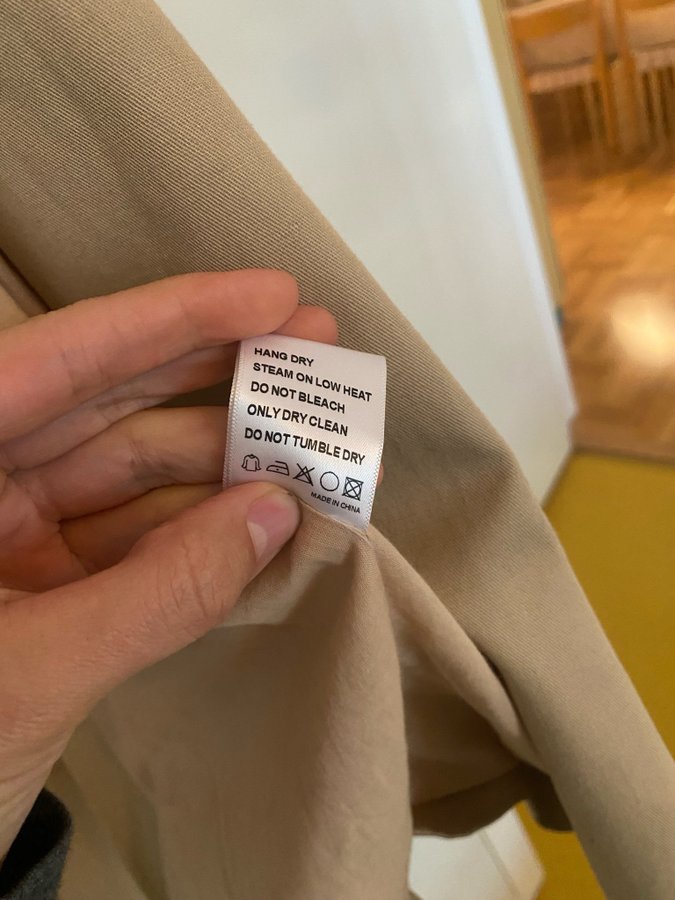 HANG DRY
STEAM ON LOW HEAT
DO NOT BLEACH
ONLY DRY CLEAN
DO NOT TUMBLE DRY
MADE IN CHINA